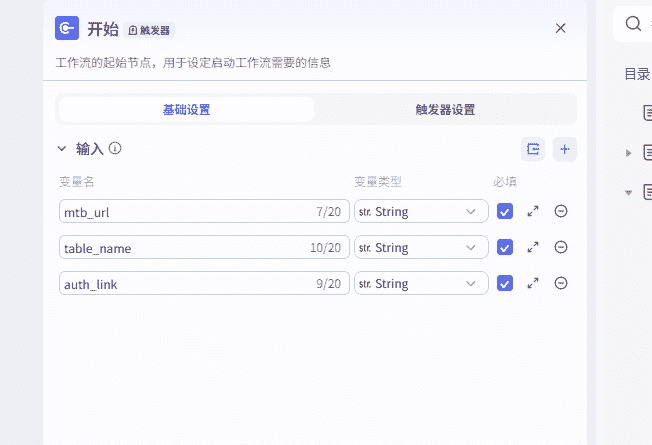 开始 触发器
工作流的起始节点，用于设定启动工作流需要的信息
基础设置 触发器设置
输入
变量名 变量类型 必填
mtb_url 7/20 str. String
table_name 10/20 str. String
auth_link 9/20 str. String
目录